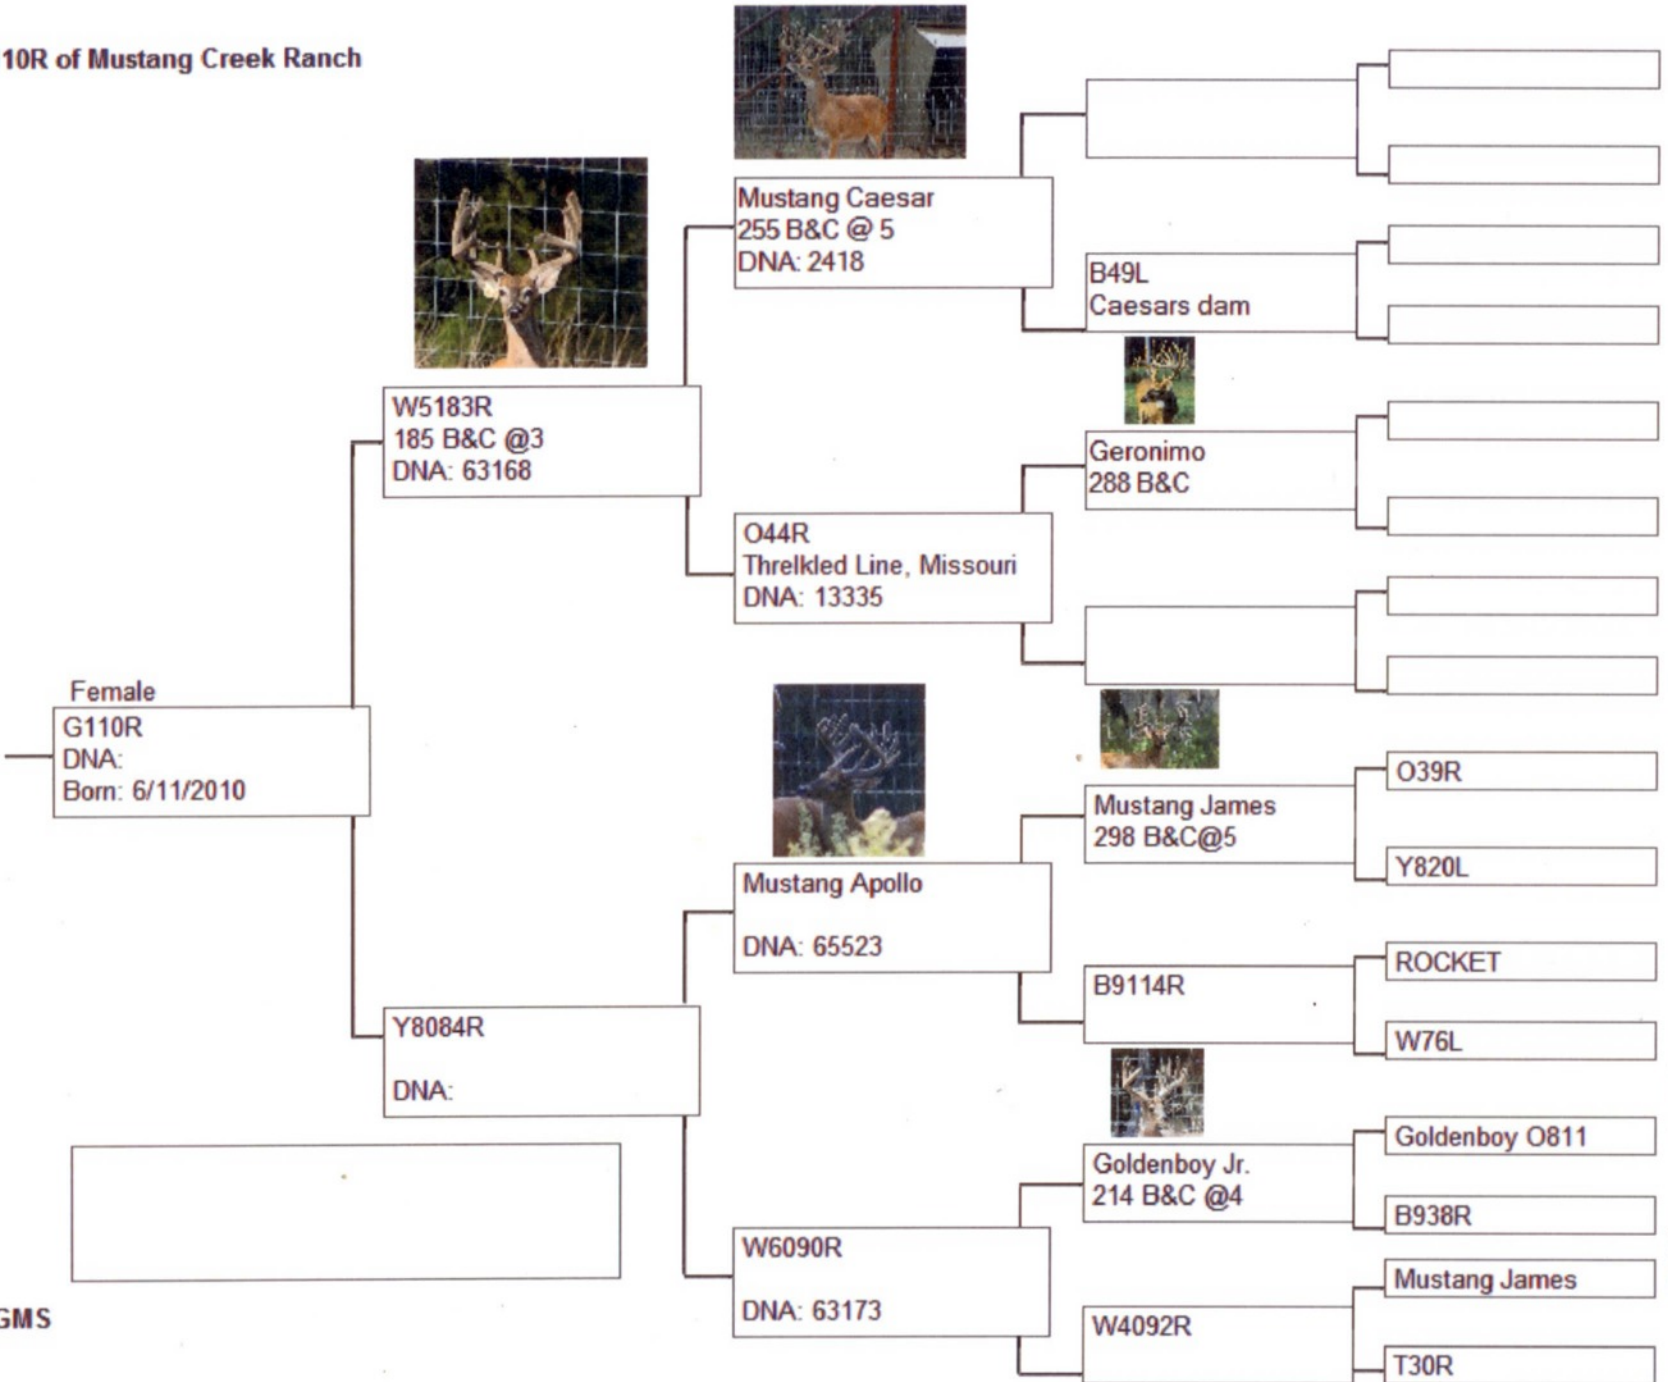 10R of Mustang Creek Ranch
Mustang Caesar
255 B&C @ 5
DNA: 2418
B49L
Caesars dam
W5183R
185 B&C @3
DNA: 63168
Geronimo
288 B&C
O44R
Threlkled Line, Missouri
DNA: 13335
Female
G110R
DNA:
Born: 6/11/2010
O39R
Mustang James
298 B&C@5
Y820L
Mustang Apollo
DNA: 65523
ROCKET
B9114R
W76L
Y8084R
DNA:
Goldenboy O811
Goldenboy Jr.
214 B&C @4
B938R
W6090R
DNA: 63173
Mustang James
W4092R
T30R
GMS